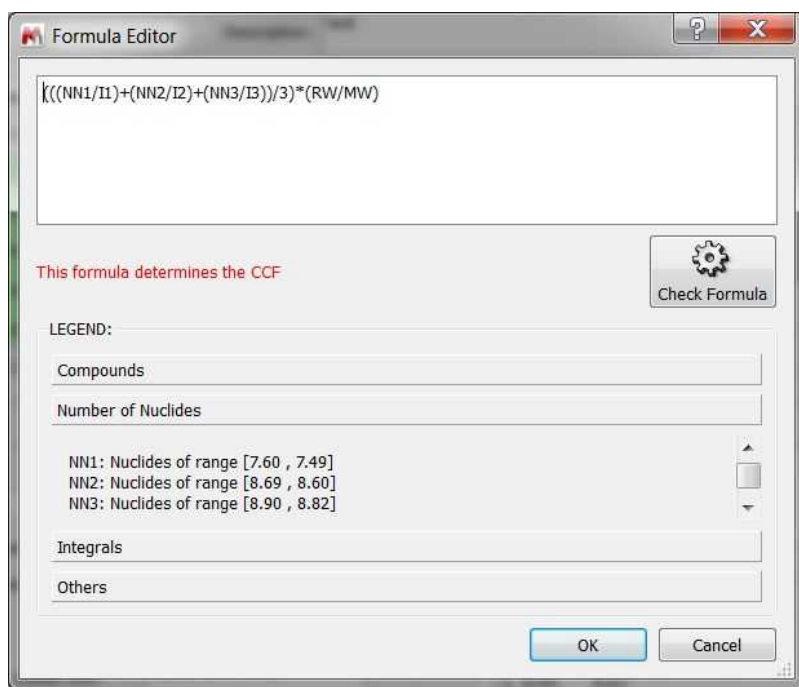 Formula Editor
(((NN1/I1)+(NN2/I2)+(NN3/I3))/3)*(RW/MW)
This formula determines the CCF
Check Formula
LEGEND:
Compounds
Number of Nuclides
NN1: Nuclides of range [7.60 , 7.49]
NN2: Nuclides of range [8.69 , 8.60]
NN3: Nuclides of range [8.90 , 8.82]
Integrals
Others
OK Cancel